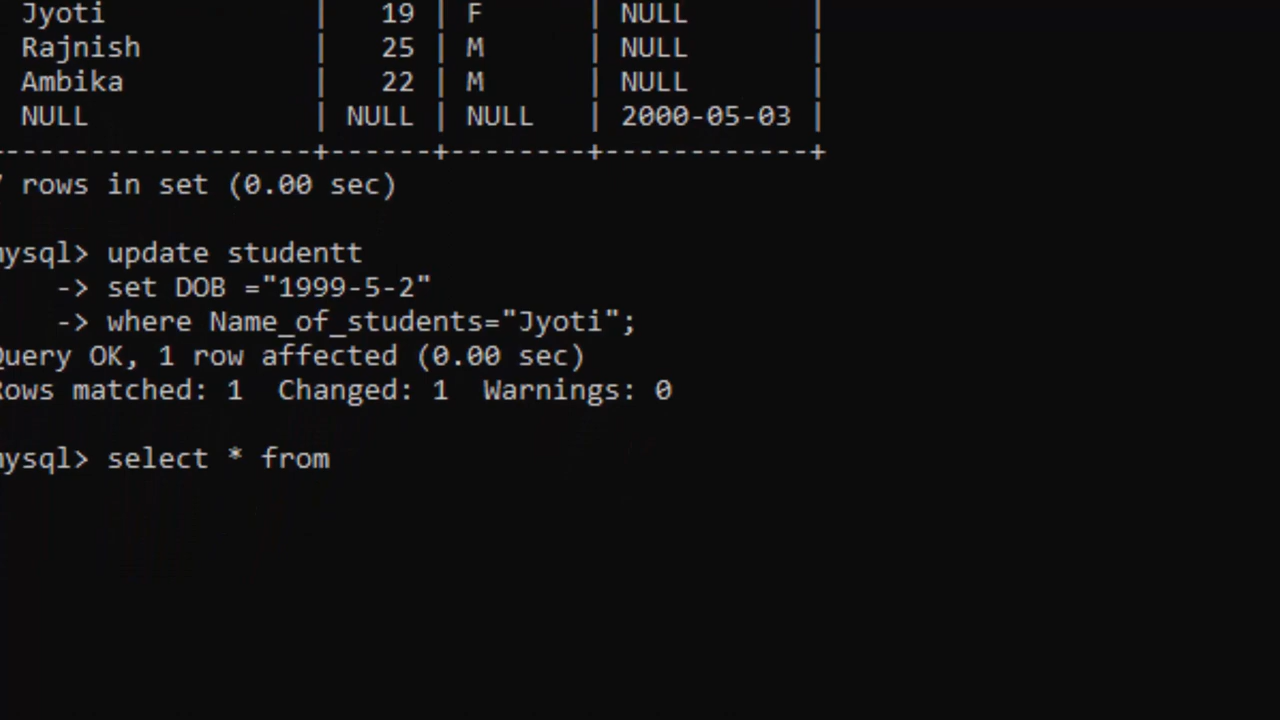 Jyoti | 19 | F | NULL |
Rajnish | 25 | M | NULL |
Ambika | 22 | M | NULL |
NULL | NULL | NULL | 2000-05-03 |
-------------------+------+--------+------------+
rows in set (0.00 sec)
mysql> update studentt
-> set DOB ="1999-5-2"
-> where Name_of_students="Jyoti";
Query OK, 1 row affected (0.00 sec)
Rows matched: 1 Changed: 1 Warnings: 0
mysql> select * from